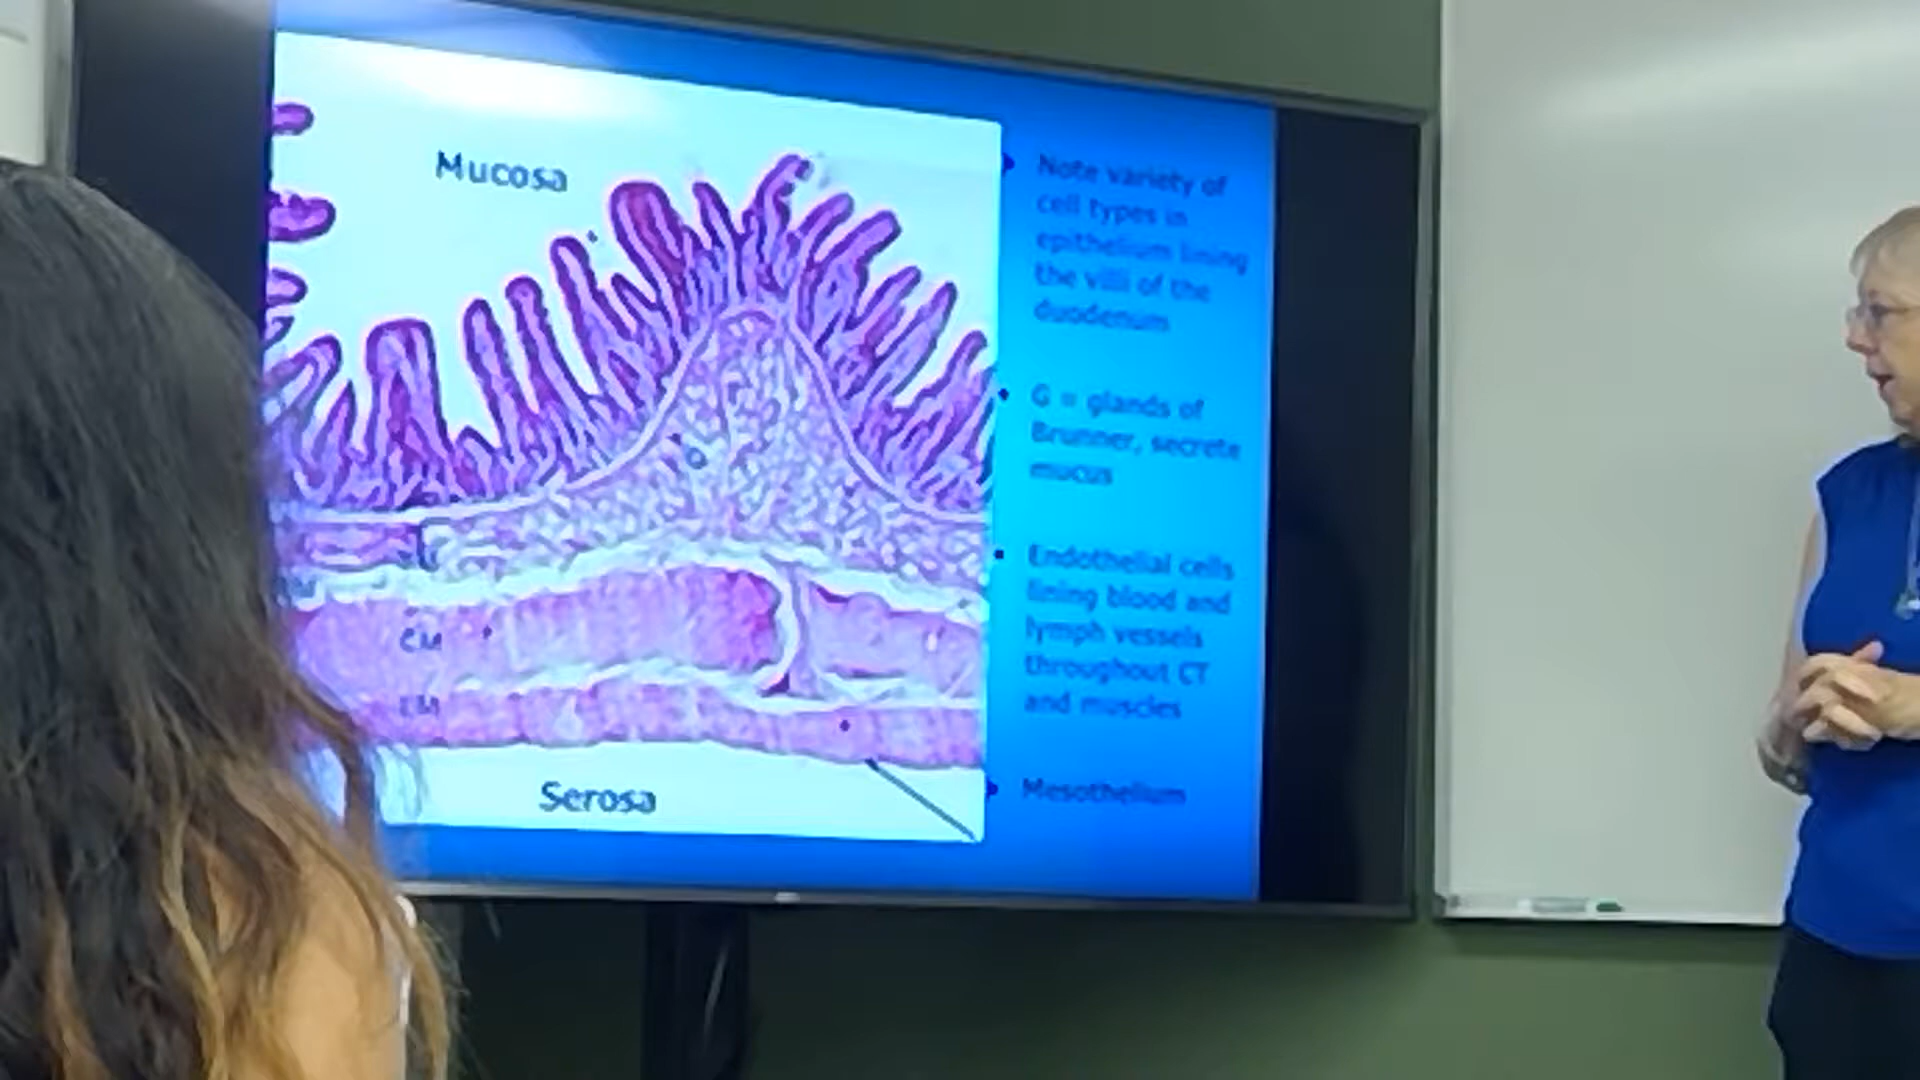 Mucosa
CM
LM
Serosa
Note variety of
cell types in
epithelium lining
the villi of the
duodenum
G = glands of
Brunner, secrete
mucus
Endothelial cells
lining blood and
lymph vessels
throughout CT
and muscles
Mesothelium